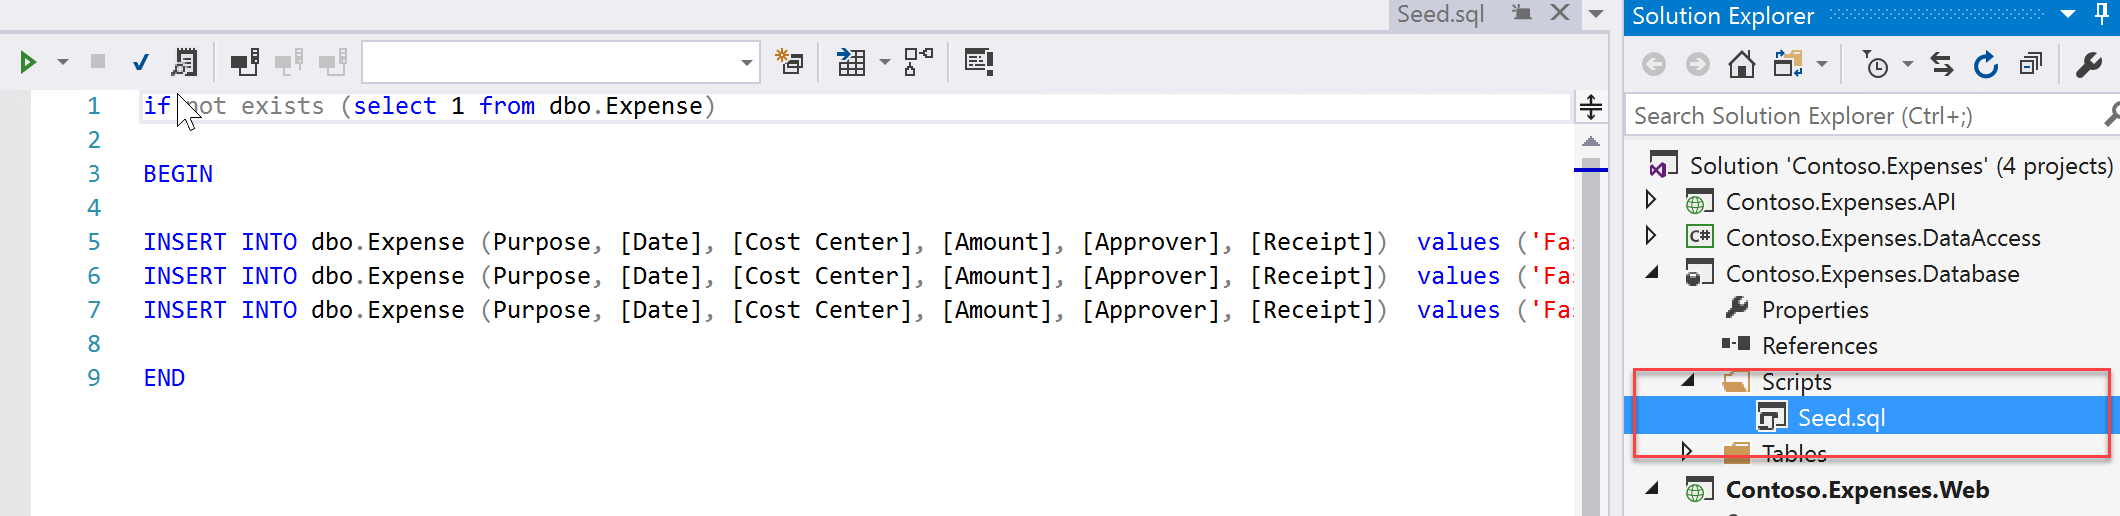 Seed.sql
1 if not exists (select 1 from dbo.Expense)
2
3 BEGIN
4
5 INSERT INTO dbo.Expense (Purpose, [Date], [Cost Center], [Amount], [Approver], [Receipt])  values ('Fa
6 INSERT INTO dbo.Expense (Purpose, [Date], [Cost Center], [Amount], [Approver], [Receipt])  values ('Fa
7 INSERT INTO dbo.Expense (Purpose, [Date], [Cost Center], [Amount], [Approver], [Receipt])  values ('Fa
8
9 END
Solution Explorer
Search Solution Explorer (Ctrl+;)
Solution 'Contoso.Expenses' (4 projects)
Contoso.Expenses.API
C# Contoso.Expenses.DataAccess
Contoso.Expenses.Database
Properties
References
Scripts
Seed.sql
Tables
Contoso.Expenses.Web